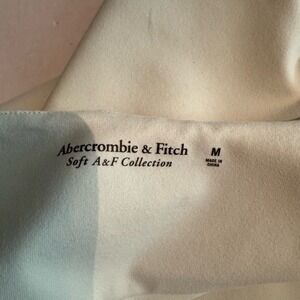 Abercrombie & Fitch
Soft A&F Collection
M
MADE IN
CHINA